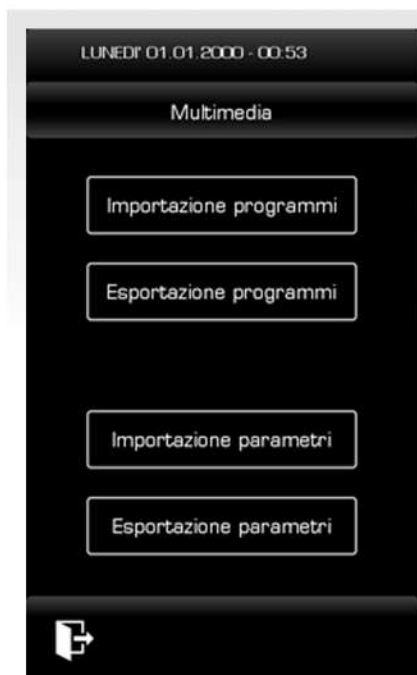 LUNEDI' 01.01.2000 - 00:53
Multimedia
Importazione programmi
Esportazione programmi
Importazione parametri
Esportazione parametri